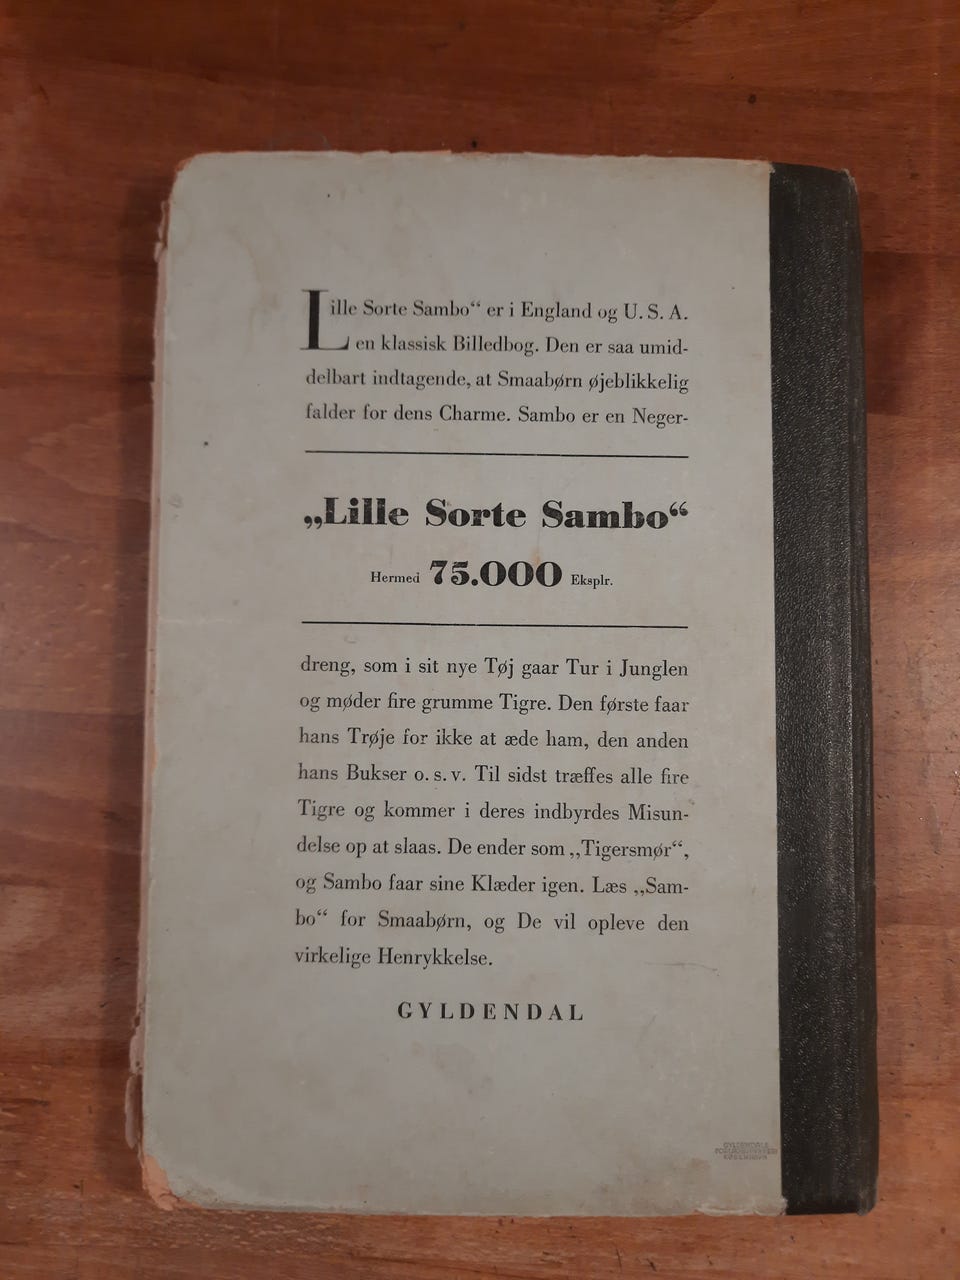 Lille Sorte Sambo“ er i England og U. S. A.
en klassisk Billedbog. Den er saa umid-
delbart indtagende, at Smaabørn øjeblikkelig
falder for dens Charme. Sambo er en Neger-
„Lille Sorte Sambo“
Hermed 75.000 Eksplr.
dreng, som i sit nye Tøj gaar Tur i Junglen
og møder fire grumme Tigre. Den første faar
hans Trøje for ikke at æde ham, den anden
hans Bukser o. s. v. Til sidst træffes alle fire
Tigre og kommer i deres indbyrdes Misun-
delse op at slaas. De ender som „Tigersmør“,
og Sambo faar sine Klæder igen. Læs „Sam-
bo“ for Smaabørn, og De vil opleve den
virkelige Henrykkelse.
GYLDENDAL
GYLDENDALS
KØBENHAVN